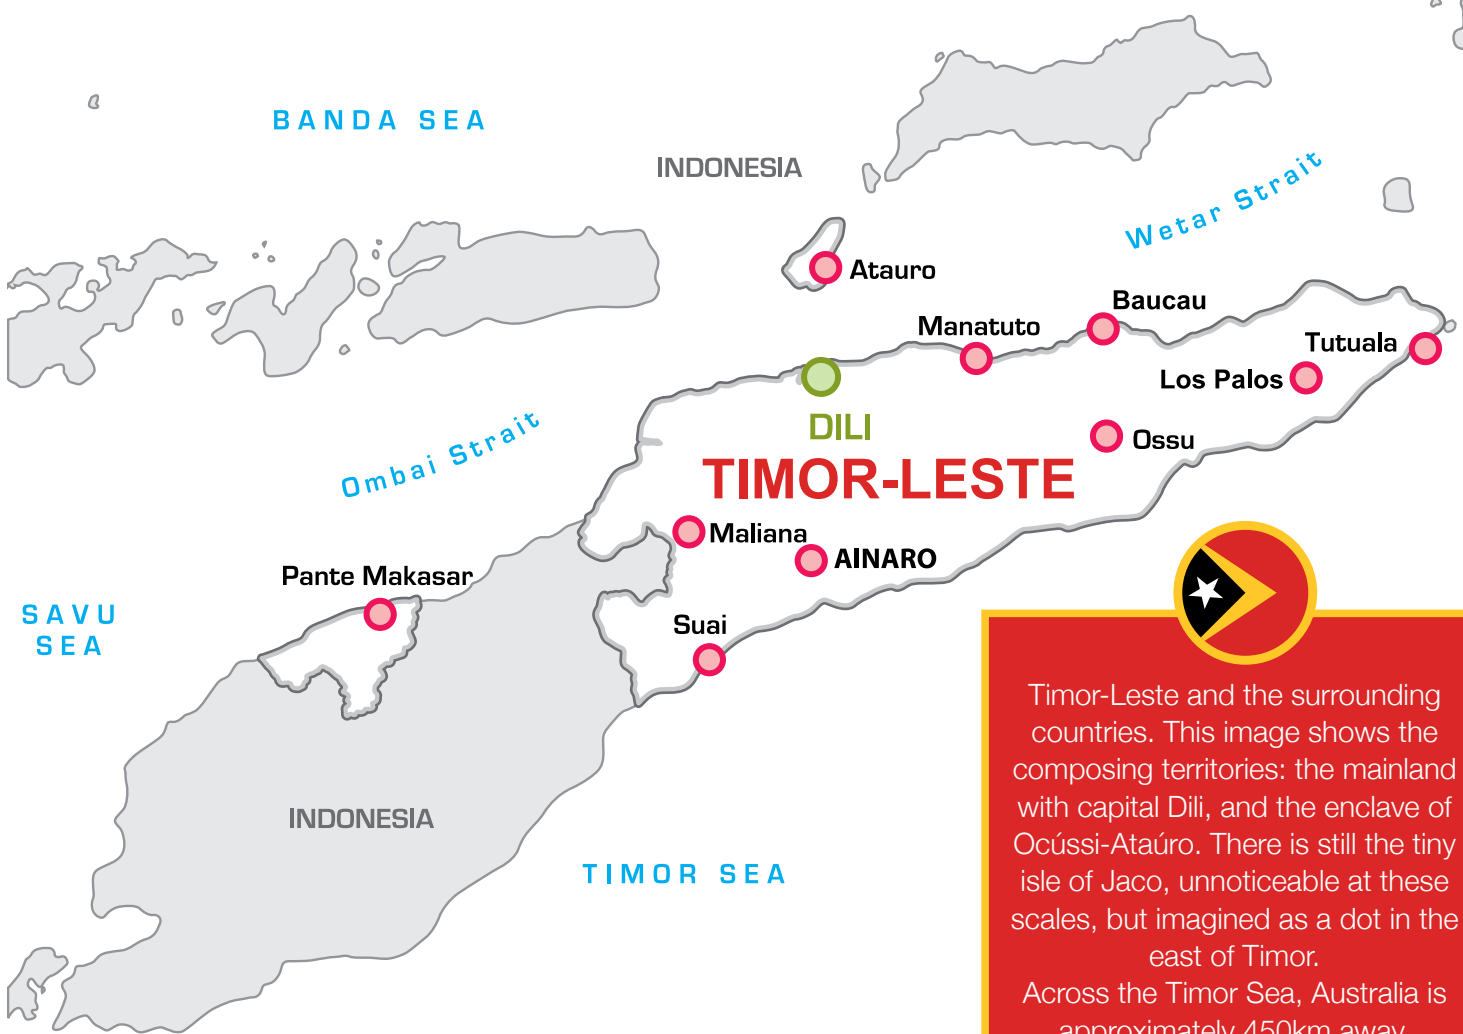 BANDA SEA
INDONESIA
Wetar Strait
Atauro
Baucau
Manatuto
Tutuala
Los Palos
DILI
Ossu
Ombai Strait
TIMOR-LESTE
Maliana
AINARO
Pante Makasar
SAVU
SEA
Suai
INDONESIA
TIMOR SEA
Timor-Leste and the surrounding
countries. This image shows the
composing territories: the mainland
with capital Dili, and the enclave of
Ocússi-Ataúro. There is still the tiny
isle of Jaco, unnoticeable at these
scales, but imagined as a dot in the
east of Timor.
Across the Timor Sea, Australia is
approximately 450km away